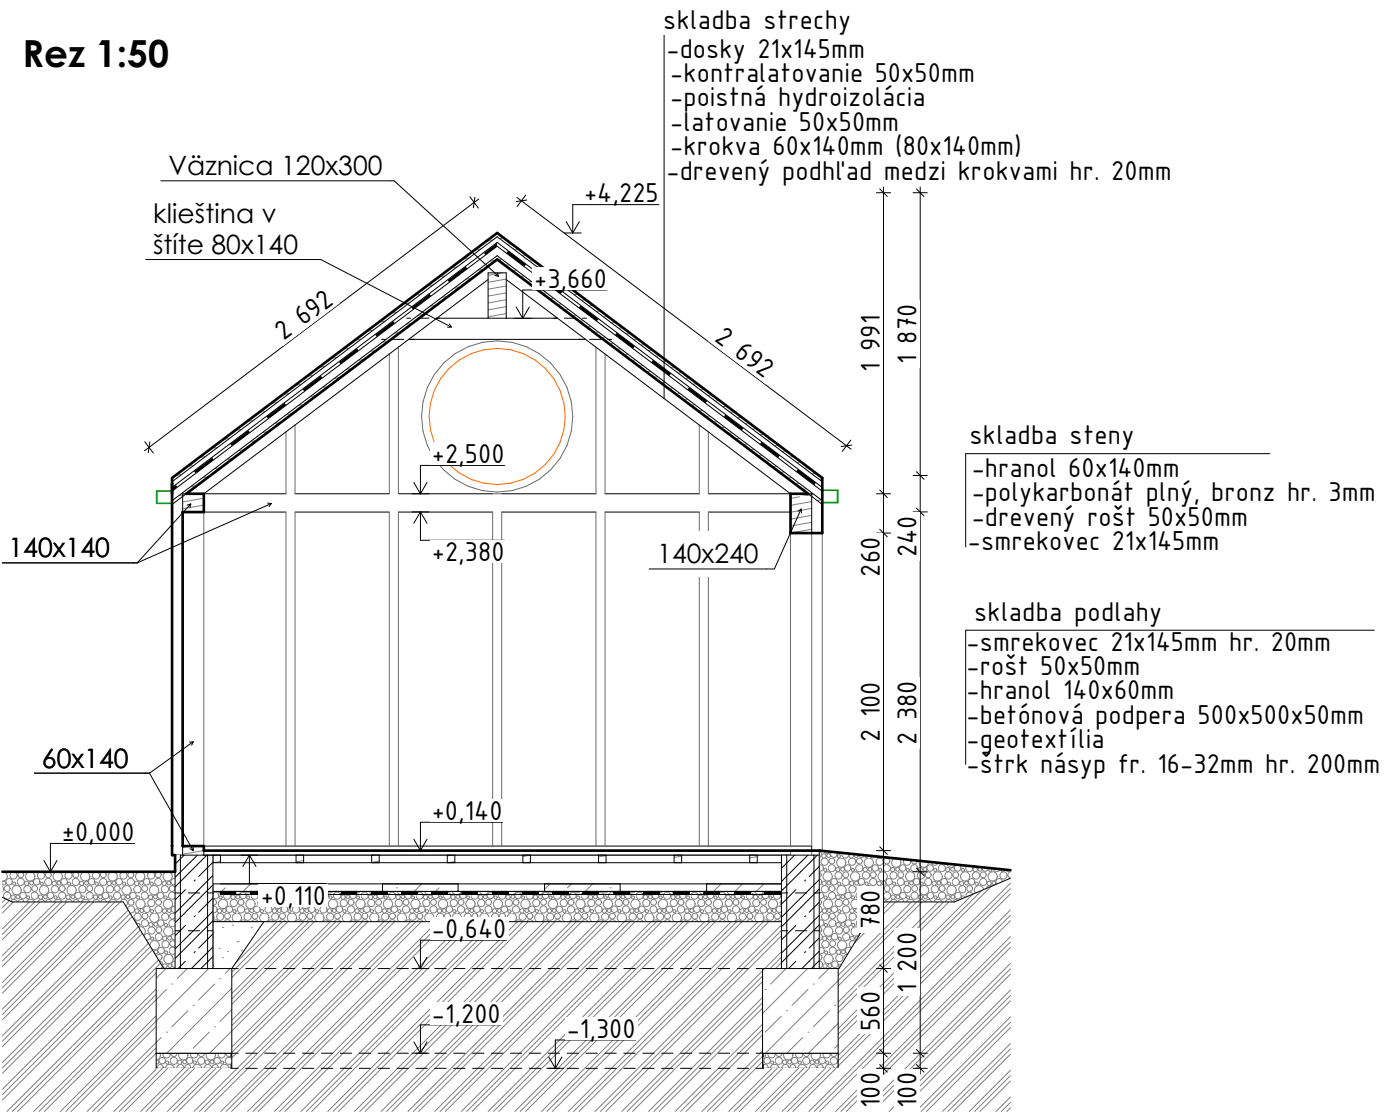 Rez 1:50
skladba strechy
-dosky 21x145mm
-kontralatovanie 50x50mm
-poistná hydroizolácia
-latovanie 50x50mm
-krokva 60x140mm (80x140mm)
-drevený podhľad medzi krokvami hr. 20mm
Väznica 120x300
klieština v
štíte 80x140
+4,225
+3,660
2 692
2 692
1 991
1 870
+2,500
+2,380
140x140
140x240
260
240
skladba steny
-hranol 60x140mm
-polykarbonát plný, bronz hr. 3mm
-drevený rošt 50x50mm
-smrekovec 21x145mm
skladba podlahy
-smrekovec 21x145mm hr. 20mm
-rošt 50x50mm
-hranol 140x60mm
-betónová podpera 500x500x50mm
-geotextília
-štrk násyp fr. 16-32mm hr. 200mm
2 100
2 380
60x140
±0,000
+0,140
+0,110
-0,640
-1,200
-1,300
780
1 200
560
100
100